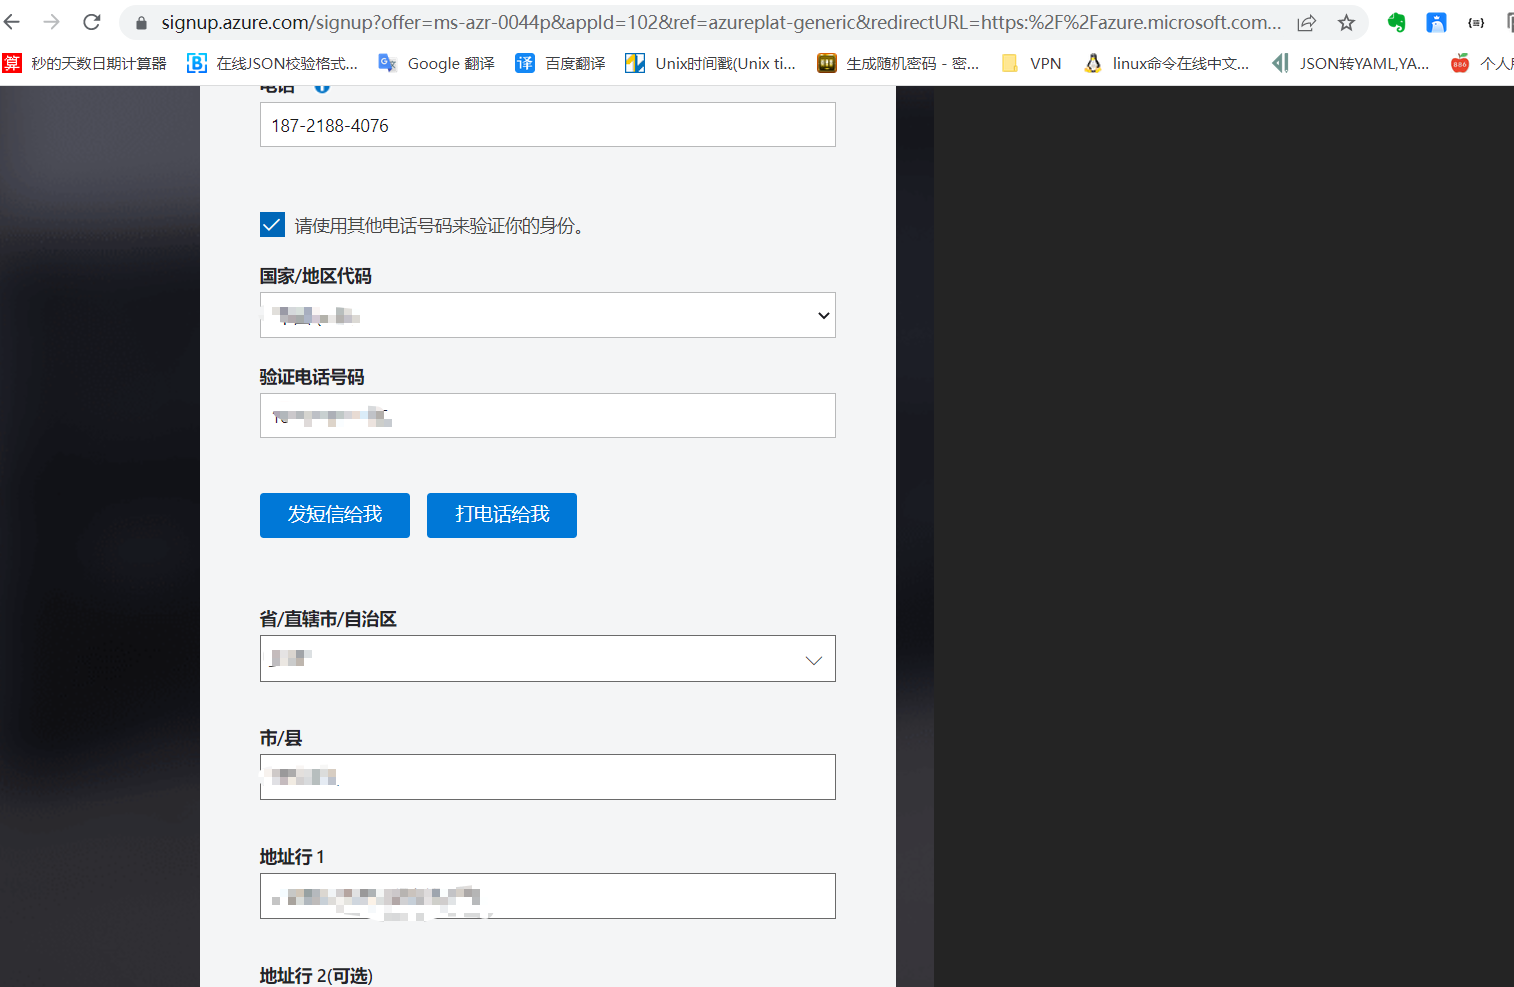 signup.azure.com/signup?offer=ms-azr-0044p&appId=102&ref=azureplat-generic&redirectURL=https:%2F%2Fazure.microsoft.com...
算 秒的天数日期计算器 在线JSON校验格式... Google 翻译 译 百度翻译 Unix时间戳(Unix ti... 生成随机密码 - 密... VPN linux命令在线中文... JSON转YAML,YA... 886
电话
187-2188-4076
请使用其他电话号码来验证你的身份。
国家/地区代码
验证电话号码
发短信给我 打电话给我
省/直辖市/自治区
市/县
地址行 1
地址行 2(可选)